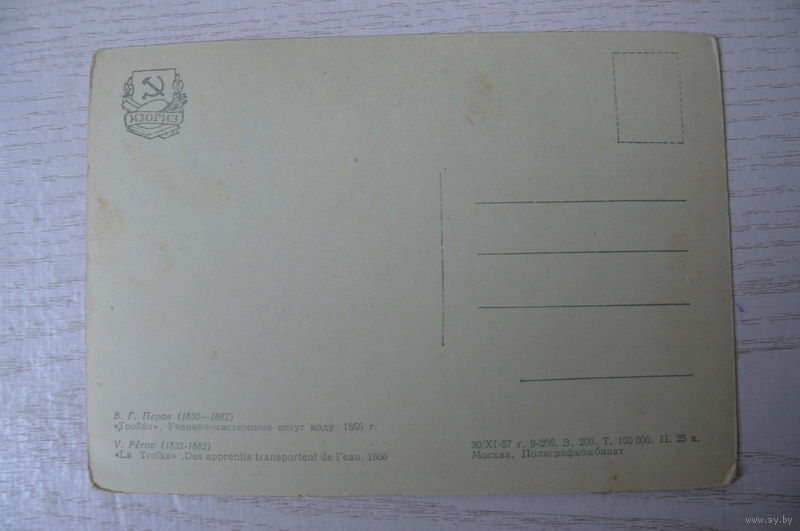 ИЗОГИЗ
В. Г. Перов (1833—1882)
«Тройка». Ученики-мастеровые везут воду. 1866 г.
V. Pérov (1833-1882)
«La Troïka» .Des apprentis transportent de l'eau. 1866
30/XI-57 г. 9-206. З. 209. Т. 100 000. Ц. 25 к.
Москва. Полиграфкомбинат
www.ay.by